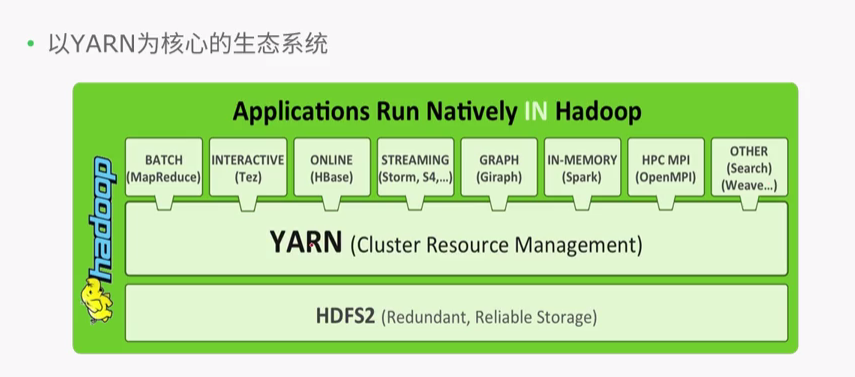 • 以YARN为核心的生态系统
Applications Run Natively IN Hadoop
BATCH
(MapReduce)
INTERACTIVE
(Tez)
ONLINE
(HBase)
STREAMING
(Storm, S4,...)
GRAPH
(Giraph)
IN-MEMORY
(Spark)
HPC MPI
(OpenMPI)
OTHER
(Search)
(Weave...)
hadoop
YARN (Cluster Resource Management)
HDFS2 (Redundant, Reliable Storage)